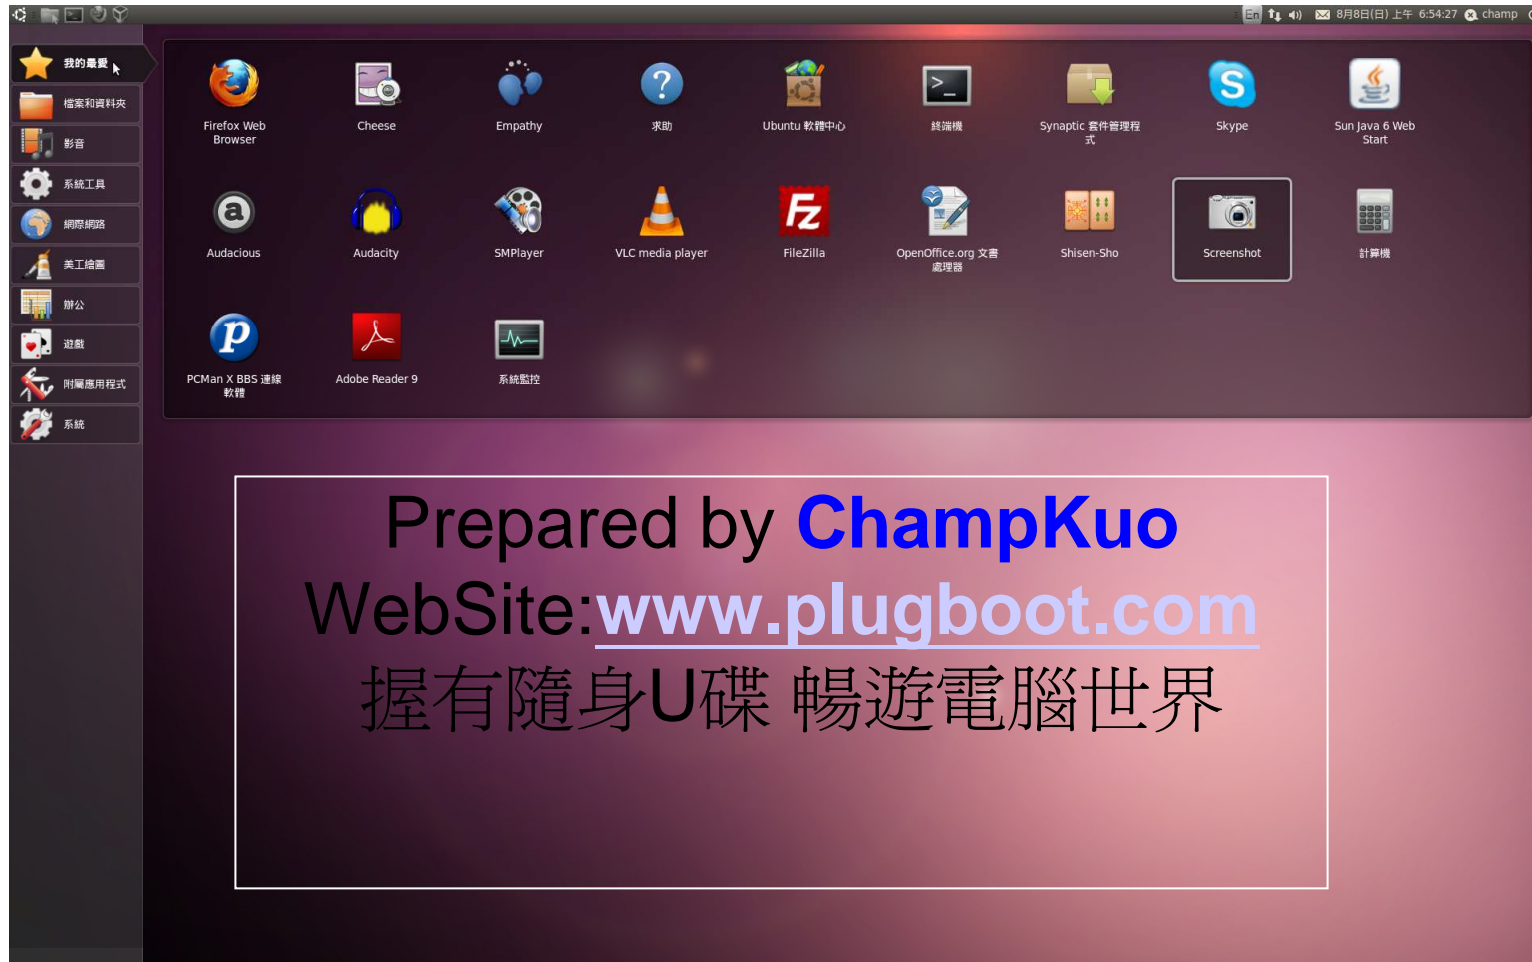 En 8月8日(日) 上午 6:54:27 champ
我的最愛
檔案和資料夾
影音
系統工具
網際網路
美工繪圖
辦公
遊戲
附屬應用程式
系統
Firefox Web
Browser
Cheese
Empathy
求助
Ubuntu 軟體中心
終端機
Synaptic 套件管理程
式
Skype
Sun Java 6 Web
Start
Audacious
Audacity
SMPlayer
VLC media player
FileZilla
OpenOffice.org 文書
處理器
Shisen-Sho
Screenshot
計算機
PCMan X BBS 連線
軟體
Adobe Reader 9
系統監控
Prepared by ChampKuo
WebSite:www.plugboot.com
握有隨身U碟 暢遊電腦世界